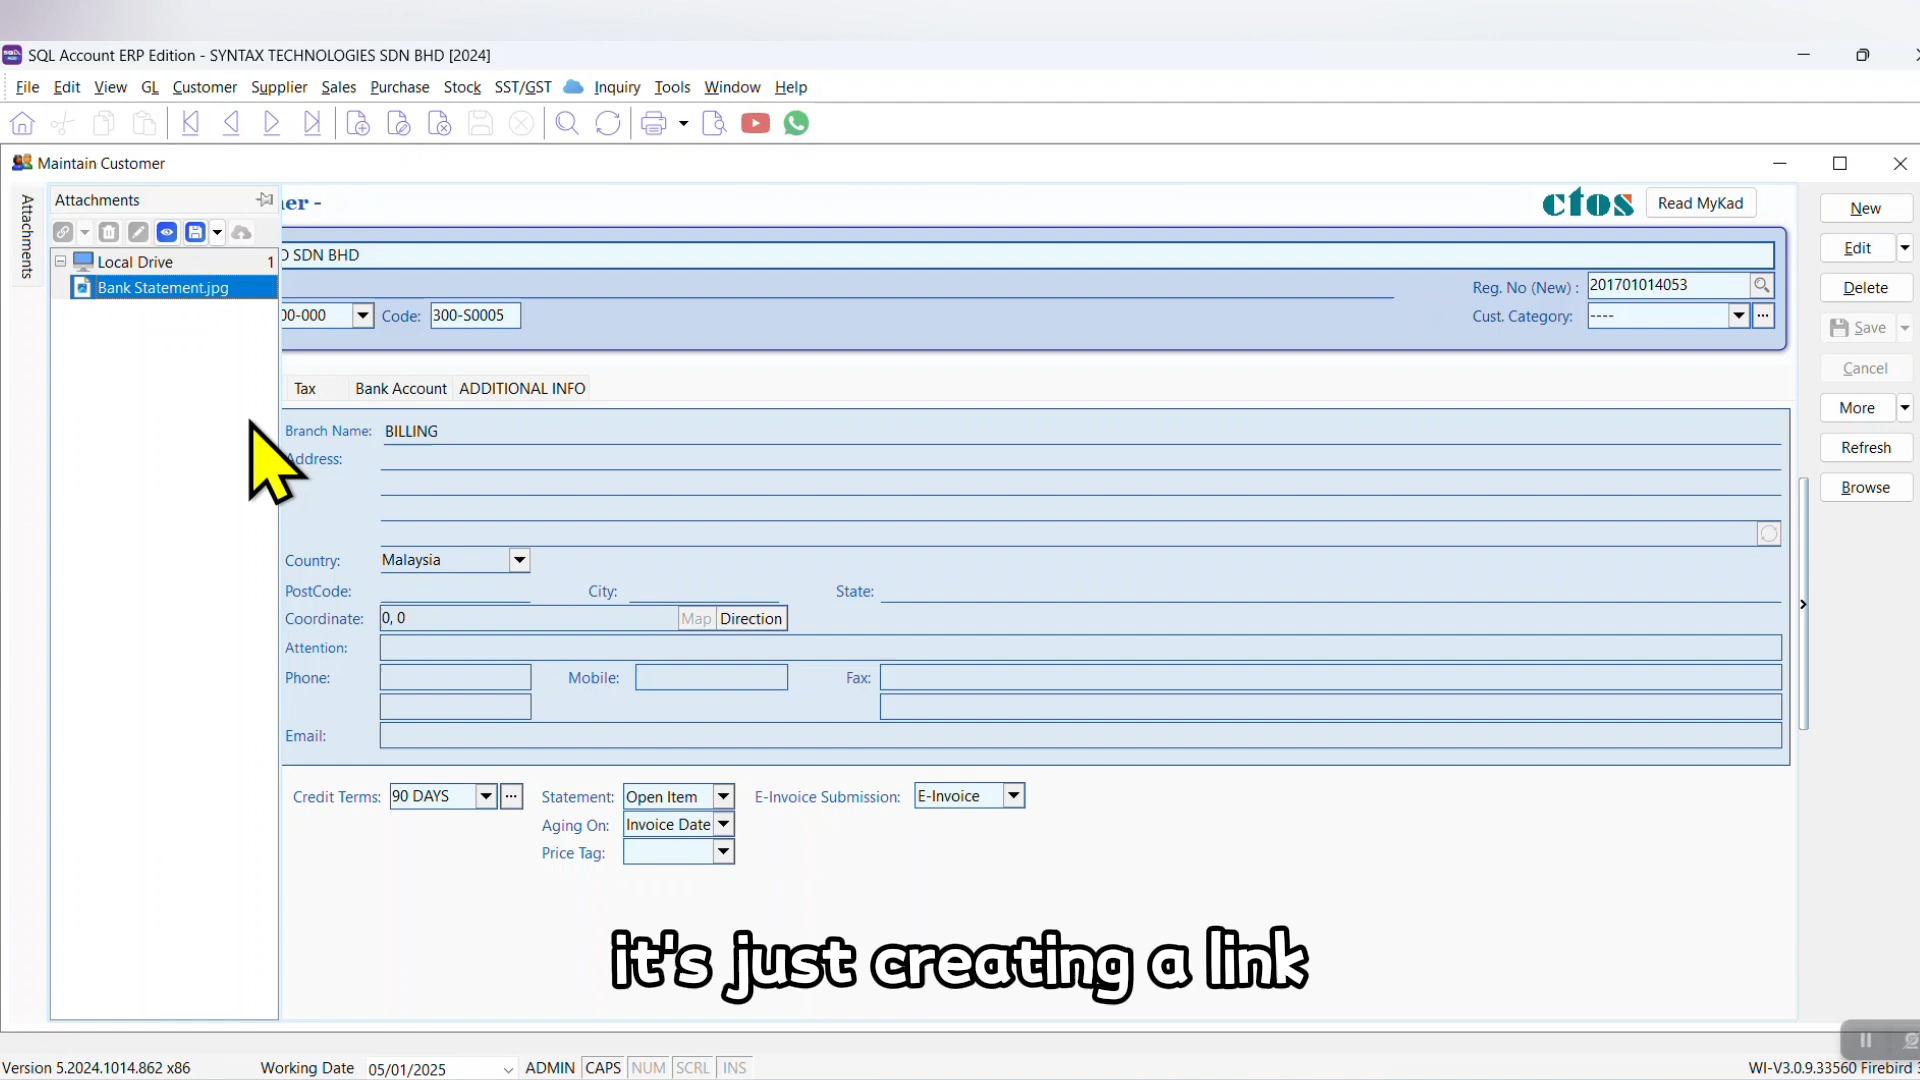 SQL Account ERP Edition - SYNTAX TECHNOLOGIES SDN BHD [2024]
File Edit View GL Customer Supplier Sales Purchase Stock SST/GST Inquiry Tools Window Help
Maintain Customer
Attachments
Attachments
Local Drive 1
Bank Statement.jpg
er -
ctos
Read MyKad
SDN BHD
Reg. No (New) : 201701014053
00-000 Code: 300-S0005
Cust. Category: ----
Tax Bank Account ADDITIONAL INFO
Branch Name: BILLING
Address:
Country: Malaysia
PostCode: City: State:
Coordinate: 0, 0 Map Direction
Attention:
Phone: Mobile: Fax:
Email:
Credit Terms: 90 DAYS ... Statement: Open Item E-Invoice Submission: E-Invoice
Aging On: Invoice Date
Price Tag:
New
Edit
Delete
Save
Cancel
More
Refresh
Browse
it's just creating a link
Version 5.2024.1014.862 x86 Working Date 05/01/2025 ADMIN CAPS NUM SCRL INS WI-V3.0.9.33560 Firebird